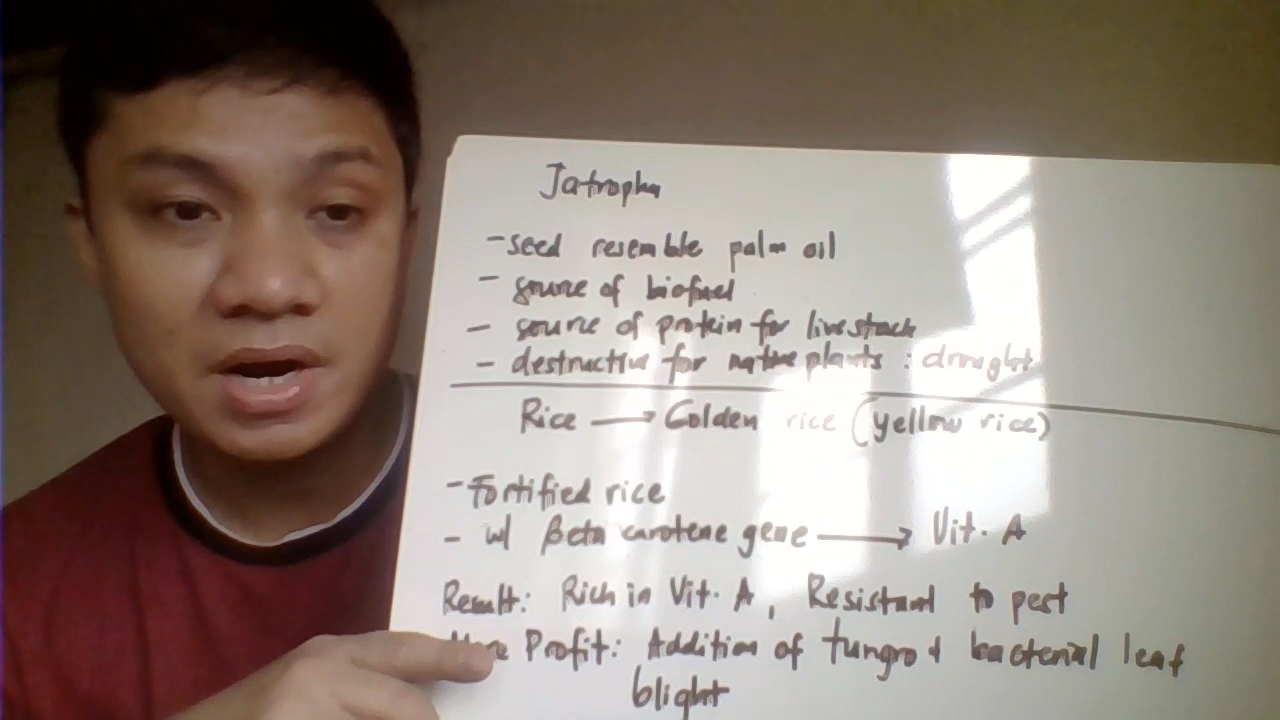 Jatropha
- seed resemble palm oil
- source of biofuel
- source of protein for livestock
- destructive for native plants : drought
Rice → Golden rice (yellow rice)
- Fortified rice
- w/ Beta carotene gene → Vit. A
Result: Rich in Vit. A, Resistant to pest
More Profit: Addition of tungro & bacterial leaf
blight